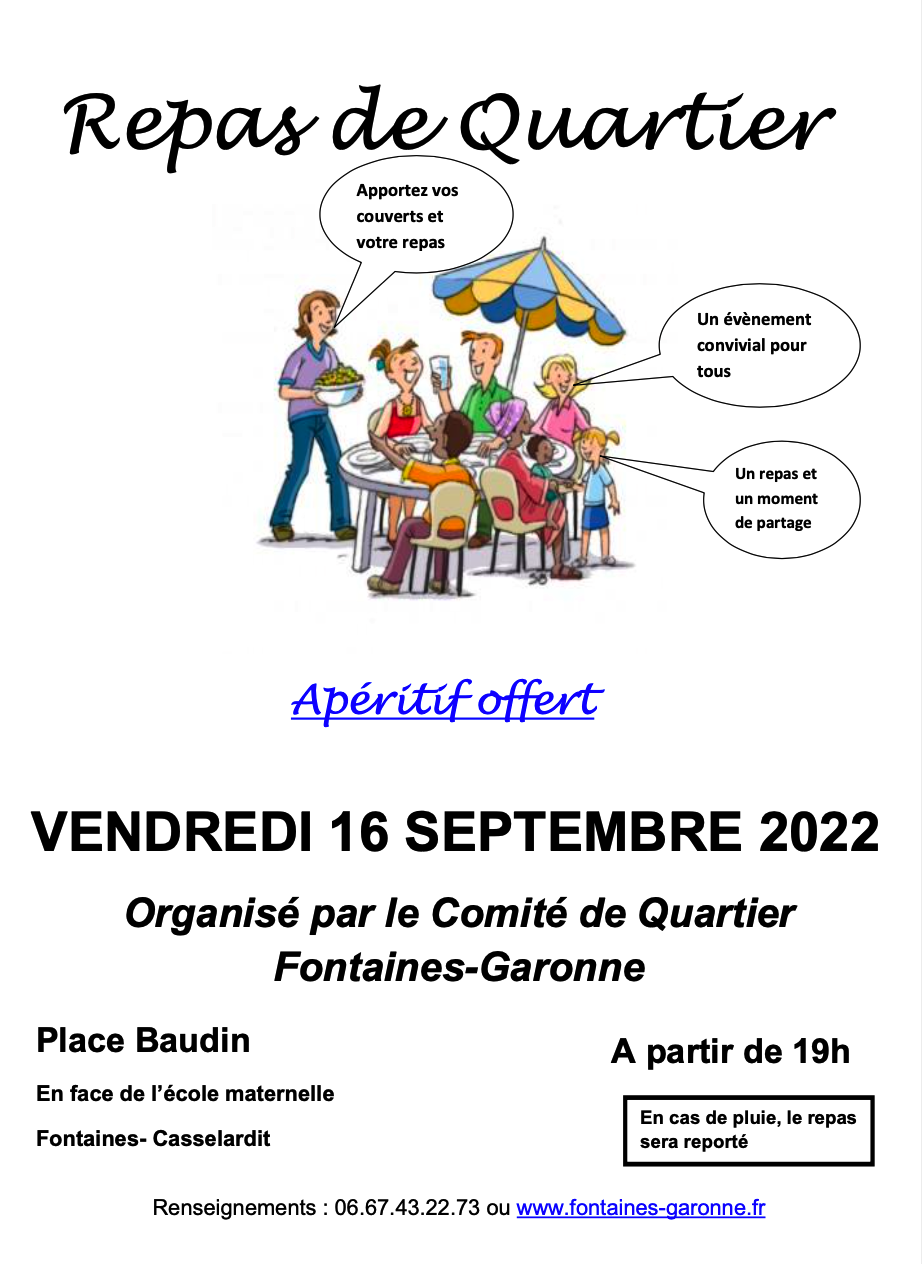 Repas de Quartier
Apportez vos
couverts et
votre repas
Un évènement
convivial pour
tous
Un repas et
un moment
de partage
Apéritif offert
VENDREDI 16 SEPTEMBRE 2022
Organisé par le Comité de Quartier
Fontaines-Garonne
Place Baudin
En face de l’école maternelle
Fontaines- Casselardit
A partir de 19h
En cas de pluie, le repas
sera reporté
Renseignements : 06.67.43.22.73 ou www.fontaines-garonne.fr